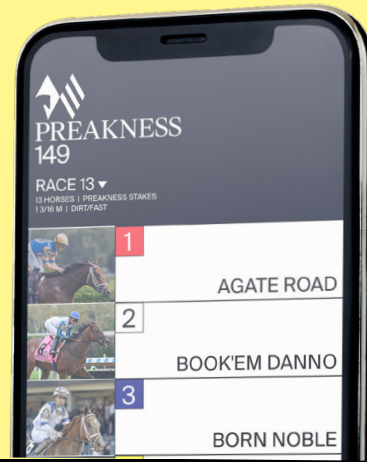 PREAKNESS
149
RACE 13 ▾
13 HORSES | PREAKNESS STAKES
1 3/16 M | DIRT/FAST
1
AGATE ROAD
2
BOOK'EM DANNO
3
BORN NOBLE